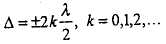 Δ = ±2k λ/2, k = 0,1,2,...